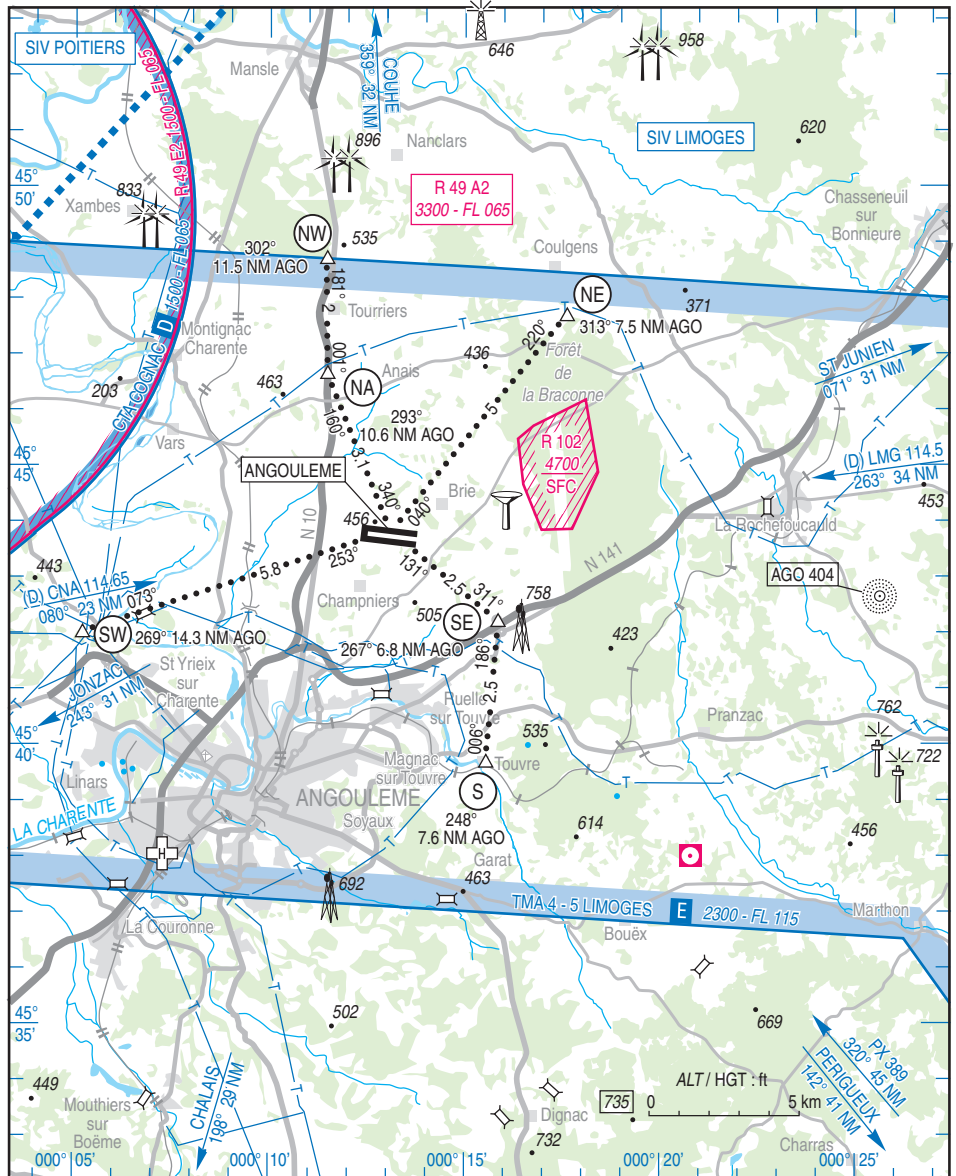 SIV POITIERS
646
958
Mansle
R 49 E2 1500 - FL 065
COUHE
359° 32 NM
Nanclars
SIV LIMOGES
620
896
45°
50'
833
Xambes
R 49 A2
3300 - FL 065
Chasseneuil
sur
Bonnieure
NW
535
302°
11.5 NM AGO
Coulgens
CTA COGNAC D 1500 - FL 065
181°
2
Tourriers
NE
371
313° 7.5 NM AGO
220°
Montignac
Charente
001°
436
Forêt
de
la Braconne
ST JUNIEN
071° 31 NM
203
463
Anais
NA
160°
5
293°
10.6 NM AGO
Vars
3.1
R 102
4700
SFC
45°
45'
ANGOULEME
(D) LMG 114.5
263° 34 NM
453
340°
040°
Brie
N 10
456
La Rochefoucauld
N 141
443
5.8
253°
131°
2.5
311°
AGO 404
(D) CNA 114.65
080° 23 NM
073°
Champniers
505
758
SW
269° 14.3 NM AGO
SE
267° 6.8 NM AGO
423
186°
St Yrieix
sur
Charente
JONZAC
243° 31 NM
2.5
Ruelle
sur Touvre
Pranzac
762
45°
40'
006°
535
722
Linars
Magnac
sur Touvre
Touvre
ANGOULEME
S
LA CHARENTE
Soyaux
248°
7.6 NM AGO
614
456
H
Garat
692
463
TMA 4 - 5 LIMOGES E 2300 - FL 115
Marthon
La Couronne
Bouëx
45°
35'
502
669
PX 389
320° 45 NM
PERIGUEUX
142° 41 NM
CHALAIS
198° 29 NM
449
ALT / HGT : ft
735
0
5 km
Mouthiers
sur
Boëme
Dignac
732
Charras
000° 05'
000° 10'
000° 15'
000° 20'
000° 25'